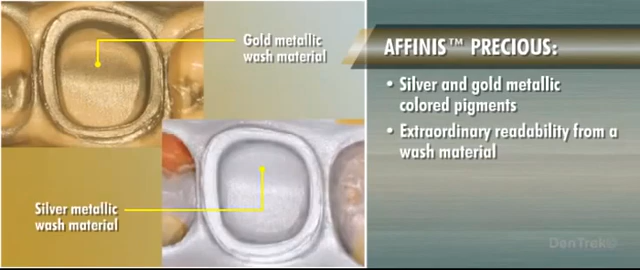 Gold metallic
wash material
Silver metallic
wash material
AFFINIS™ PRECIOUS:
• Silver and gold metallic
colored pigments
• Extraordinary readability from a
wash material
DenTrek©